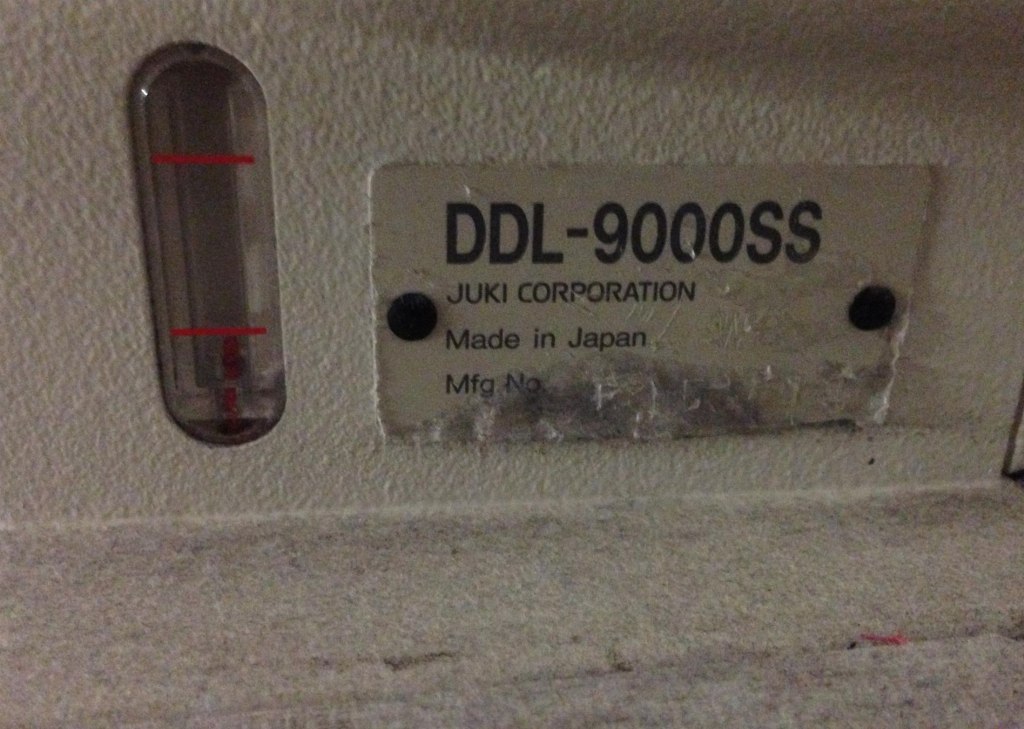 DDL-9000SS
JUKI CORPORATION
Made in Japan
Mfg No